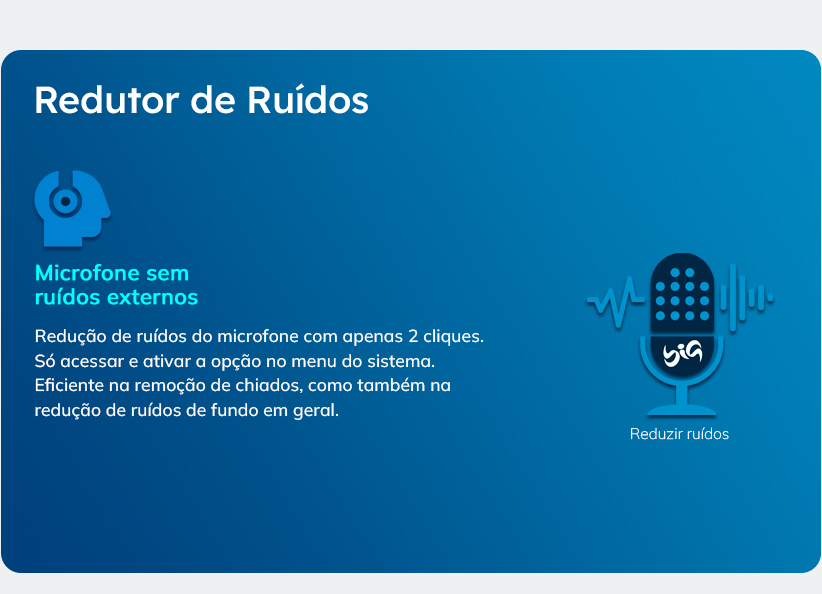 Redutor de Ruídos
Microfone sem
ruídos externos
Redução de ruídos do microfone com apenas 2 cliques.
Só acessar e ativar a opção no menu do sistema.
Eficiente na remoção de chiados, como também na
redução de ruídos de fundo em geral.
big
Reduzir ruídos